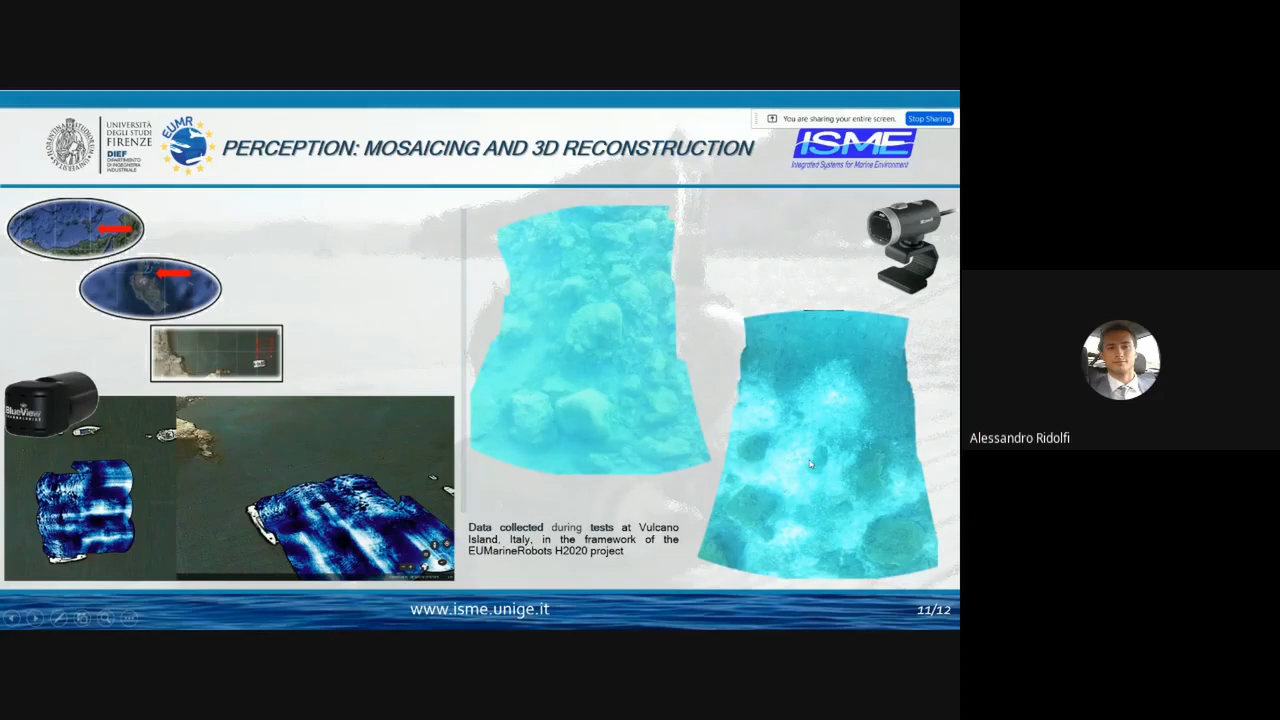 You are sharing your entire screen.
Stop Sharing
UNIVERSITÀ
DEGLI STUDI
FIRENZE
DIEF
DIPARTIMENTO
DI INGEGNERIA
INDUSTRIALE
EUMR
PERCEPTION: MOSAICING AND 3D RECONSTRUCTION
ISME
Integrated Systems for Marine Environment
Microsoft
BlueView
Alessandro Ridolfi
Data collected during tests at Vulcano
Island, Italy, in the framework of the
EUMarineRobots H2020 project
www.isme.unige.it
11/12